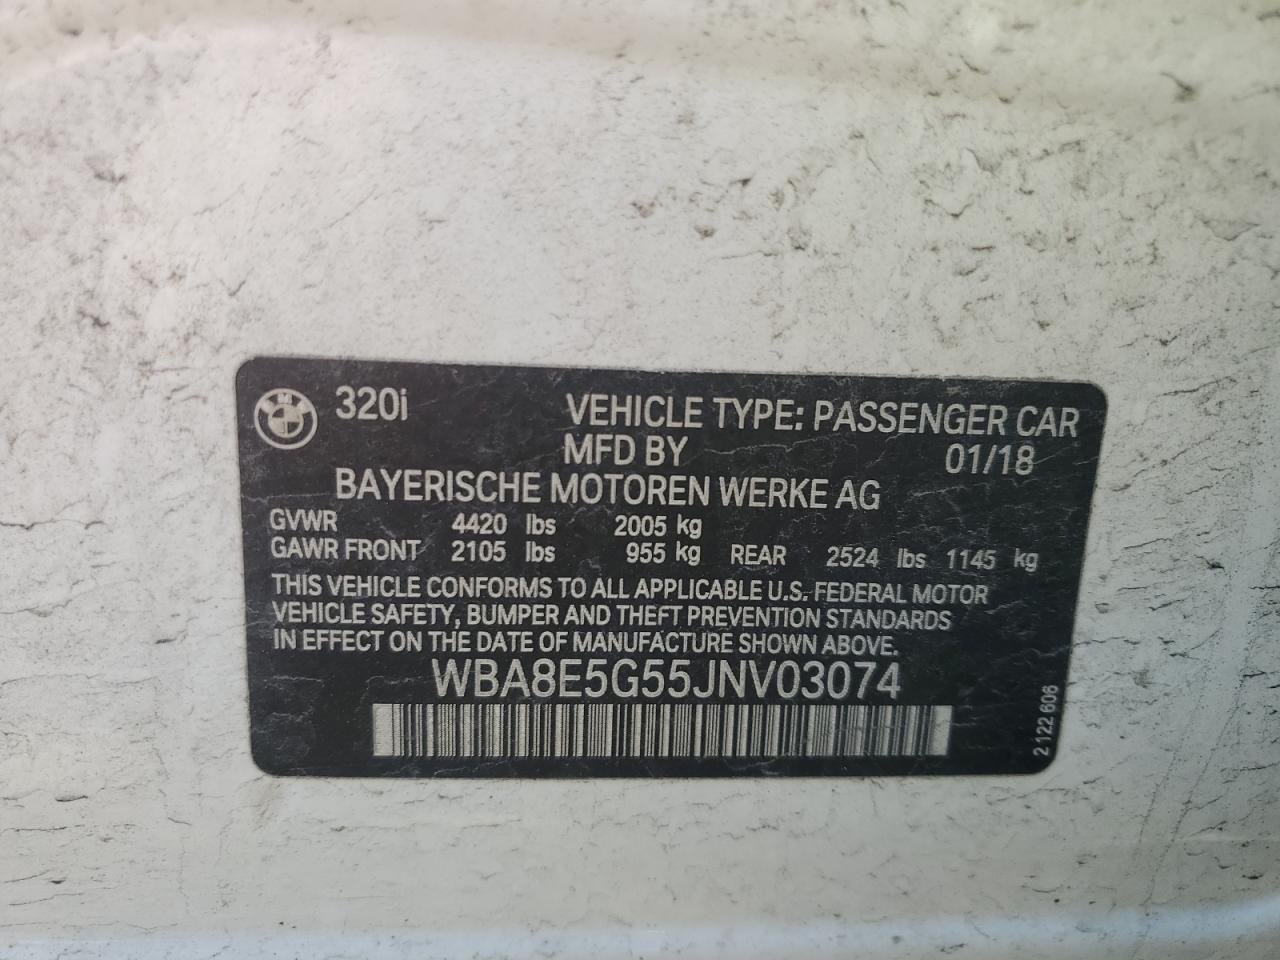 320i VEHICLE TYPE: PASSENGER CAR
MFD BY 01/18
BAYERISCHE MOTOREN WERKE AG
GVWR 4420 lbs 2005 kg
GAWR FRONT 2105 lbs 955 kg REAR 2524 lbs 1145 kg
THIS VEHICLE CONFORMS TO ALL APPLICABLE U.S. FEDERAL MOTOR
VEHICLE SAFETY, BUMPER AND THEFT PREVENTION STANDARDS
IN EFFECT ON THE DATE OF MANUFACTURE SHOWN ABOVE.
WBA8E5G55JNV03074
2 122 606